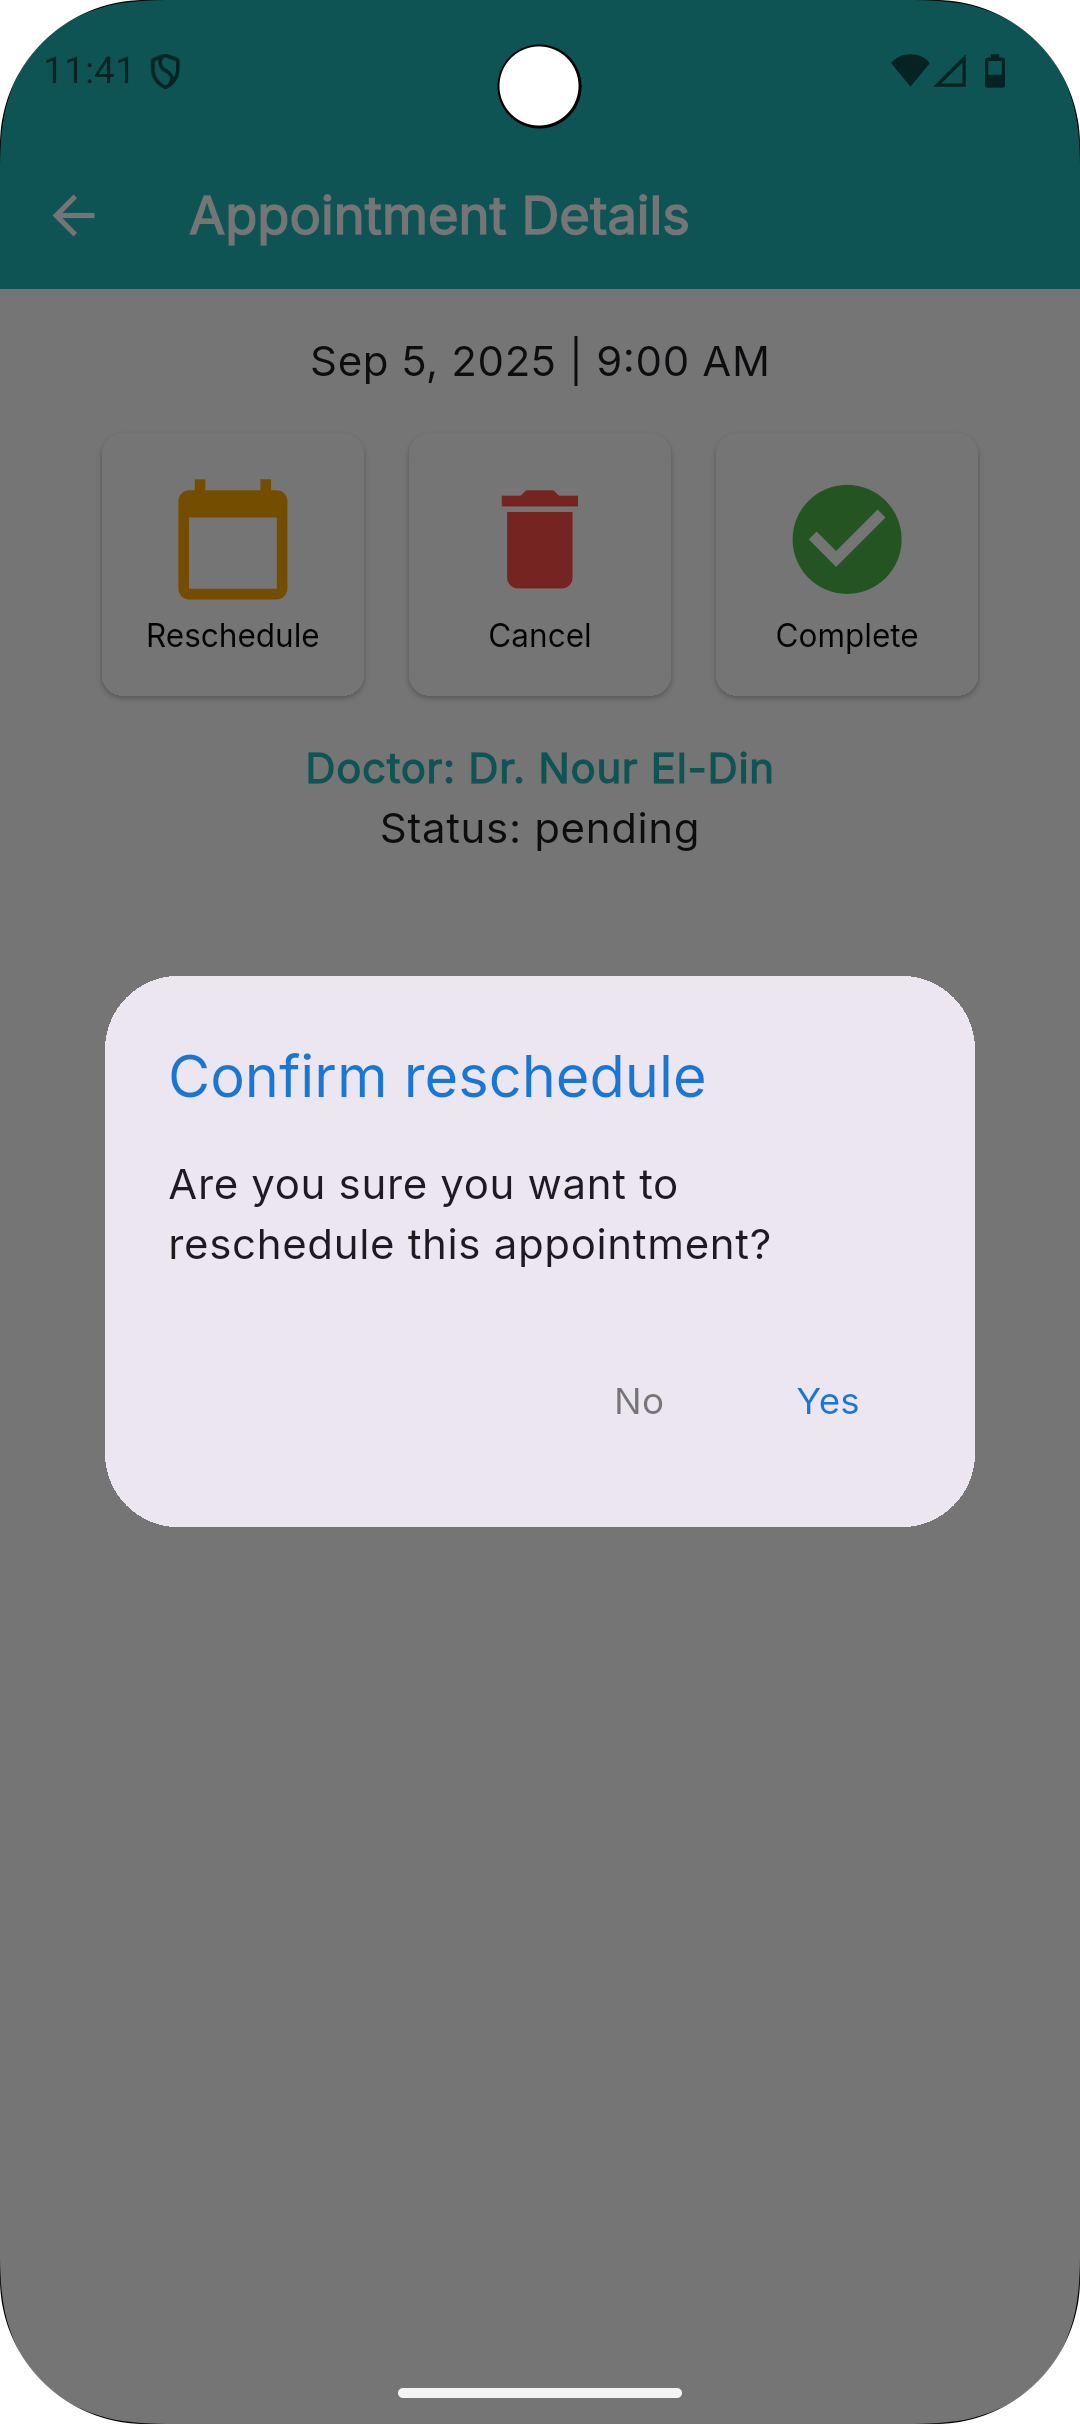 11:41
Appointment Details
Sep 5, 2025 | 9:00 AM
Reschedule
Cancel
Complete
Doctor: Dr. Nour El-Din
Status: pending
Confirm reschedule
Are you sure you want to
reschedule this appointment?
No
Yes